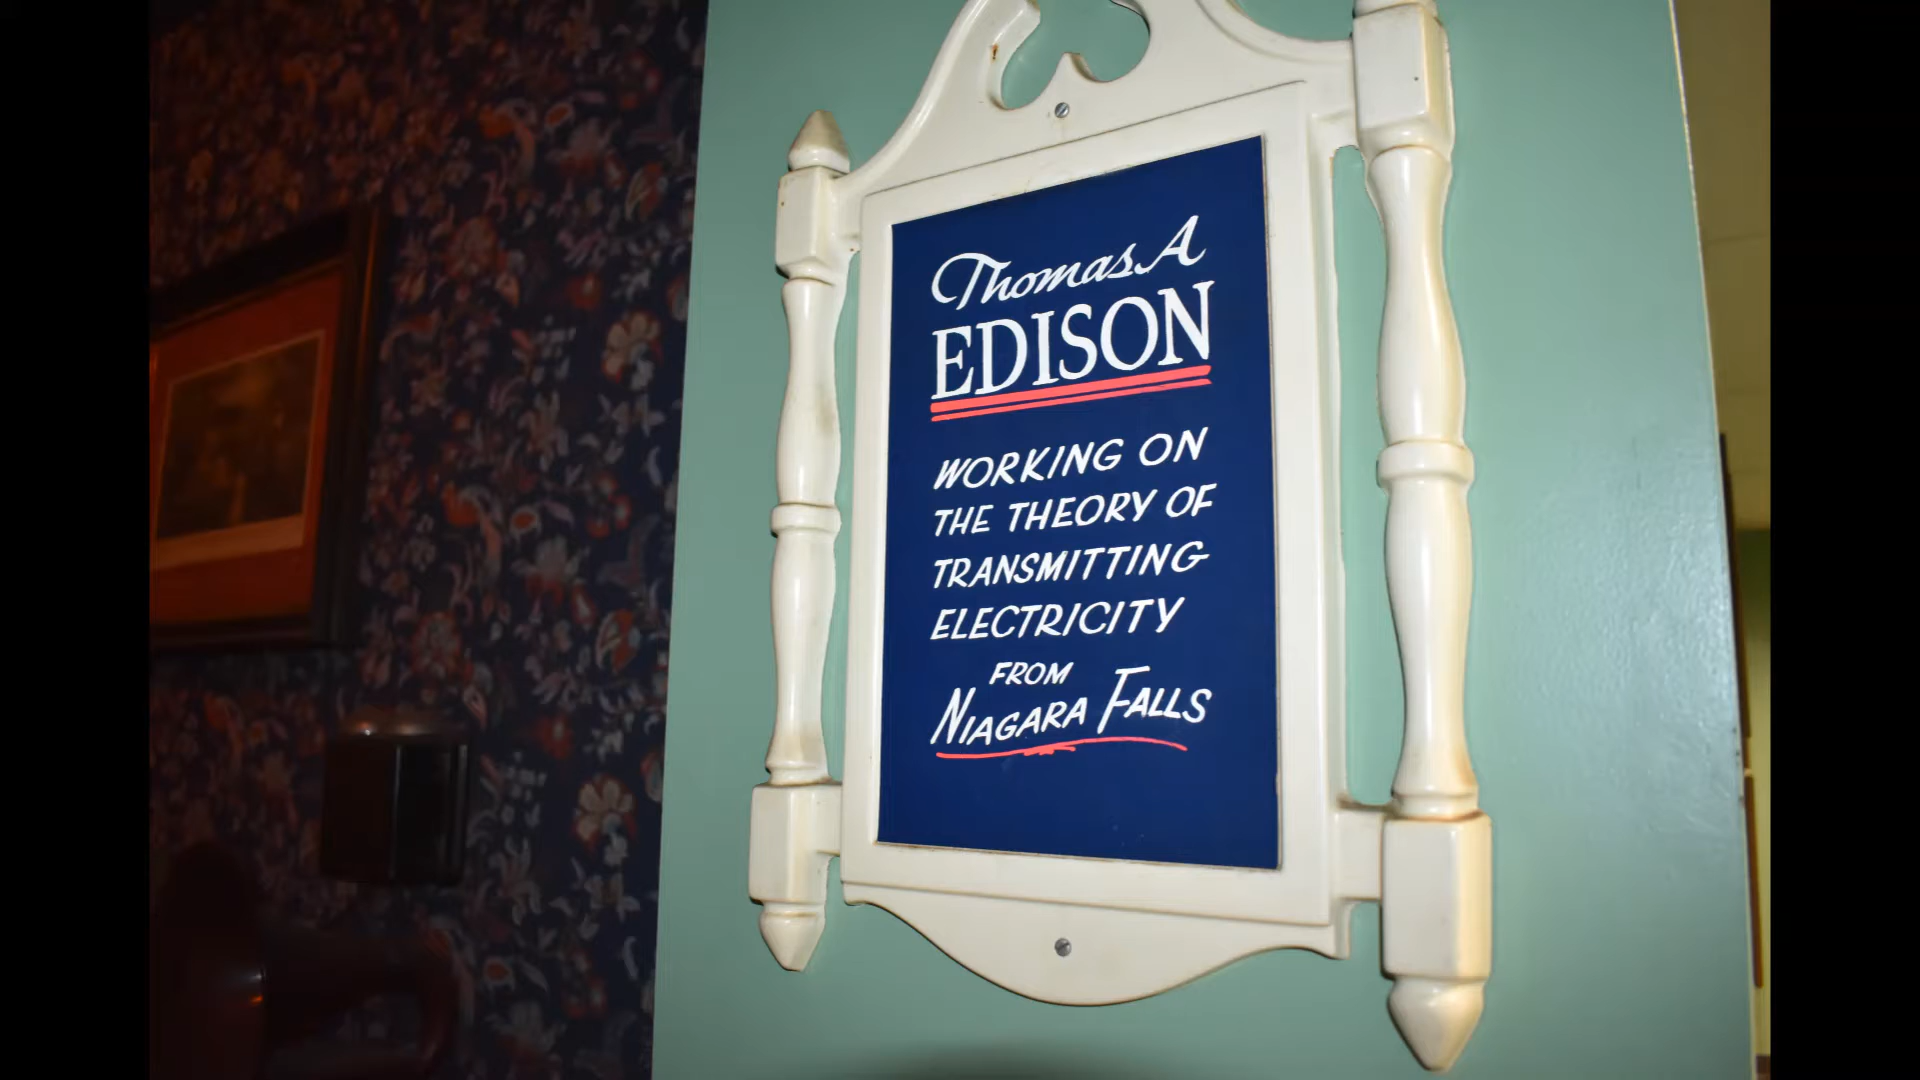 Thomas A
EDISON
WORKING ON
THE THEORY OF
TRANSMITTING
ELECTRICITY
FROM
NIAGARA FALLS